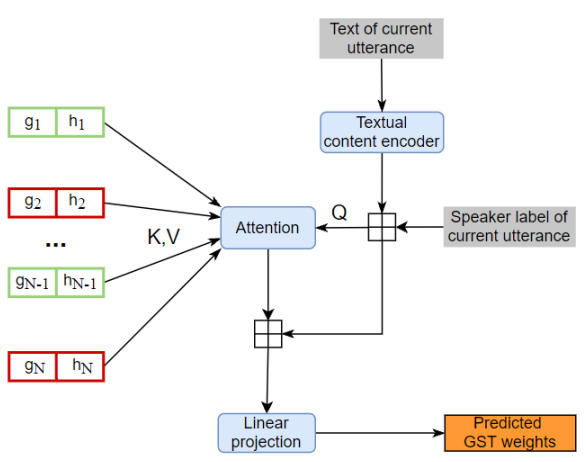 Text of current
utterance
g1 h1
Textual
content encoder
g2 h2
...
K,V
Attention
Q
Speaker label of
current utterance
gN-1 hN-1
gN hN
Linear
projection
Predicted
GST weights